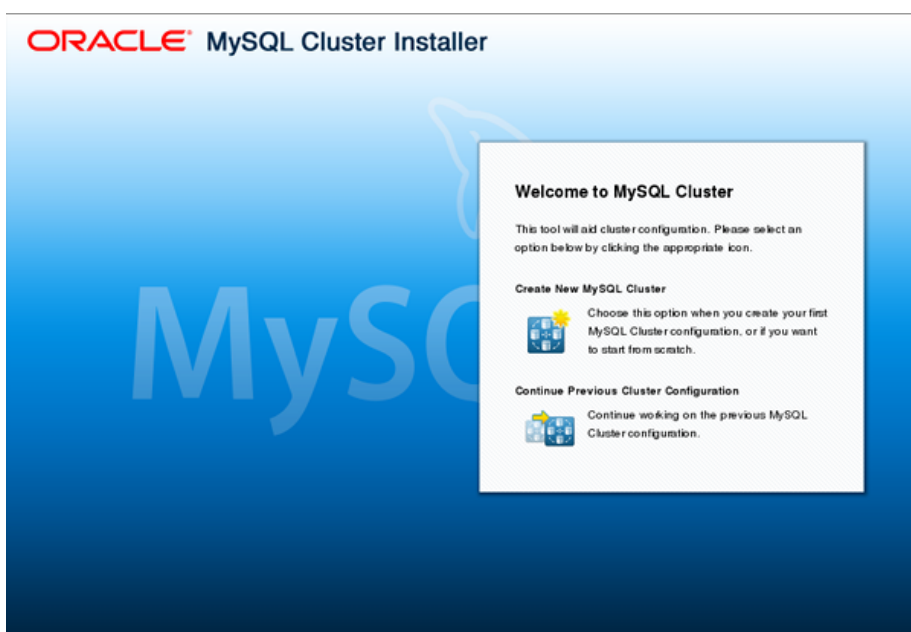 ORACLE® MySQL Cluster Installer
MySQ
Welcome to MySQL Cluster
This tool will aid cluster configuration. Please select an
option below by clicking the appropriate icon.
Create New MySQL Cluster
Choose this option when you create your first
MySQL Cluster configuration, or if you want
to start from scratch.
Continue Previous Cluster Configuration
Continue working on the previous MySQL
Cluster configuration.